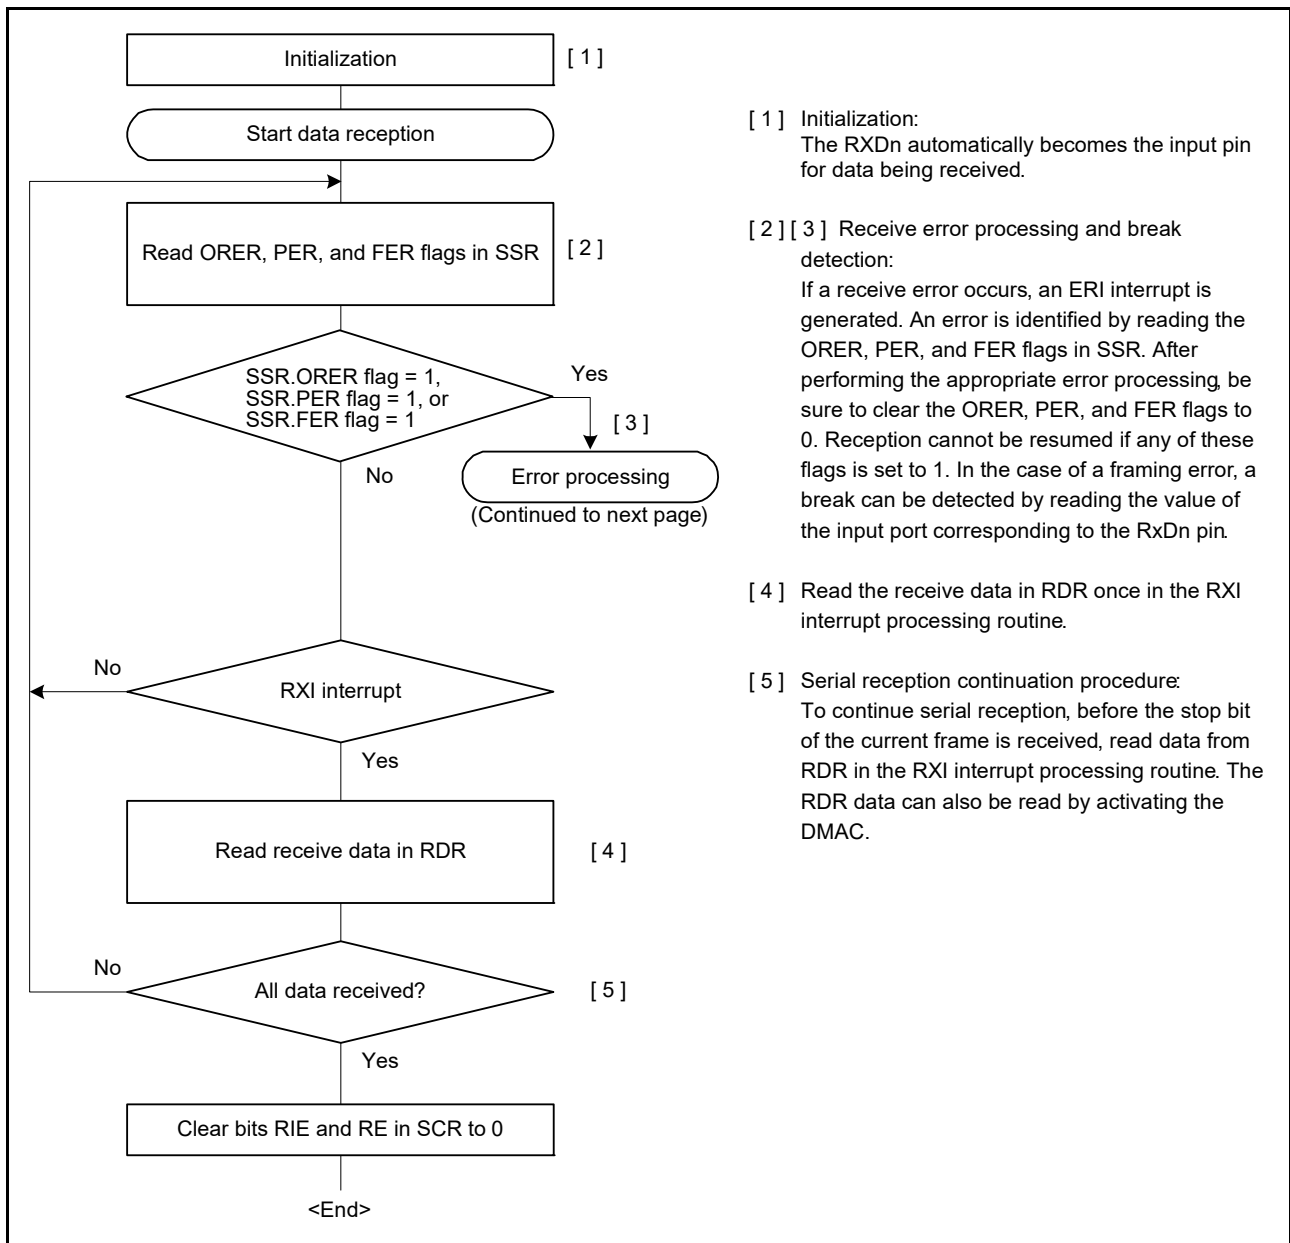 Initialization
[ 1 ]
Start data reception
Read ORER, PER, and FER flags in SSR
[ 2 ]
SSR.ORER flag = 1,
SSR.PER flag = 1, or
SSR.FER flag = 1
Yes
[ 3 ]
No
Error processing
(Continued to next page)
No
RXI interrupt
Yes
Read receive data in RDR
[ 4 ]
No
All data received?
[ 5 ]
Yes
Clear bits RIE and RE in SCR to 0
<End>
[ 1 ] Initialization:
The RXDn automatically becomes the input pin
for data being received.
[ 2 ] [ 3 ] Receive error processing and break
detection:
If a receive error occurs, an ERI interrupt is
generated. An error is identified by reading the
ORER, PER, and FER flags in SSR. After
performing the appropriate error processing, be
sure to clear the ORER, PER, and FER flags to
0. Reception cannot be resumed if any of these
flags is set to 1. In the case of a framing error, a
break can be detected by reading the value of
the input port corresponding to the RxDn pin.
[ 4 ] Read the receive data in RDR once in the RXI
interrupt processing routine.
[ 5 ] Serial reception continuation procedure:
To continue serial reception, before the stop bit
of the current frame is received, read data from
RDR in the RXI interrupt processing routine. The
RDR data can also be read by activating the
DMAC.